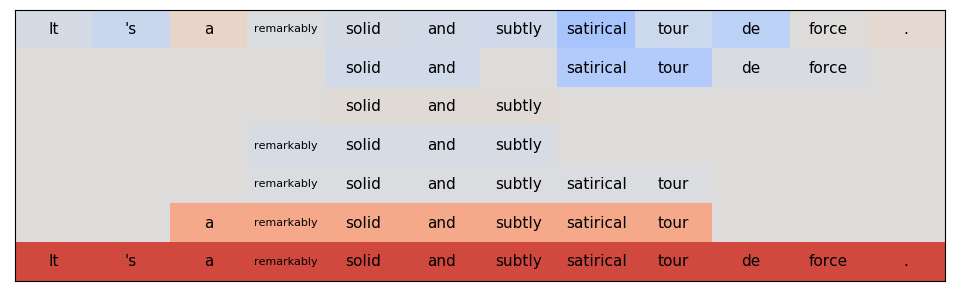 It 's a remarkably solid and subtly satirical tour de force .
solid and satirical tour de force
solid and subtly
remarkably solid and subtly
remarkably solid and subtly satirical tour
a remarkably solid and subtly satirical tour
It 's a remarkably solid and subtly satirical tour de force .